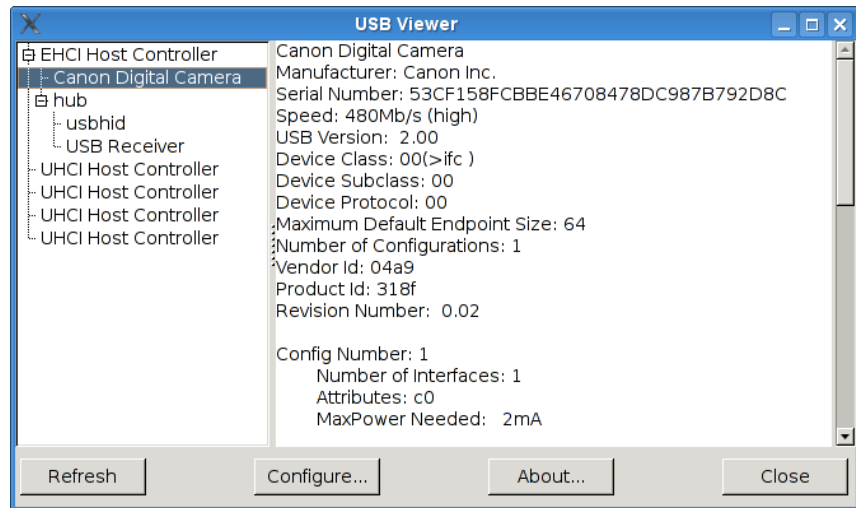 USB Viewer
EHCI Host Controller
Canon Digital Camera
hub
usbhid
USB Receiver
UHCI Host Controller
UHCI Host Controller
UHCI Host Controller
UHCI Host Controller
Canon Digital Camera
Manufacturer: Canon Inc.
Serial Number: 53CF158FCBBE46708478DC987B792D8C
Speed: 480Mb/s (high)
USB Version:  2.00
Device Class: 00(>ifc )
Device Subclass: 00
Device Protocol: 00
Maximum Default Endpoint Size: 64
Number of Configurations: 1
Vendor Id: 04a9
Product Id: 318f
Revision Number:  0.02
Config Number: 1
Number of Interfaces: 1
Attributes: c0
MaxPower Needed:   2mA
Refresh
Configure...
About...
Close